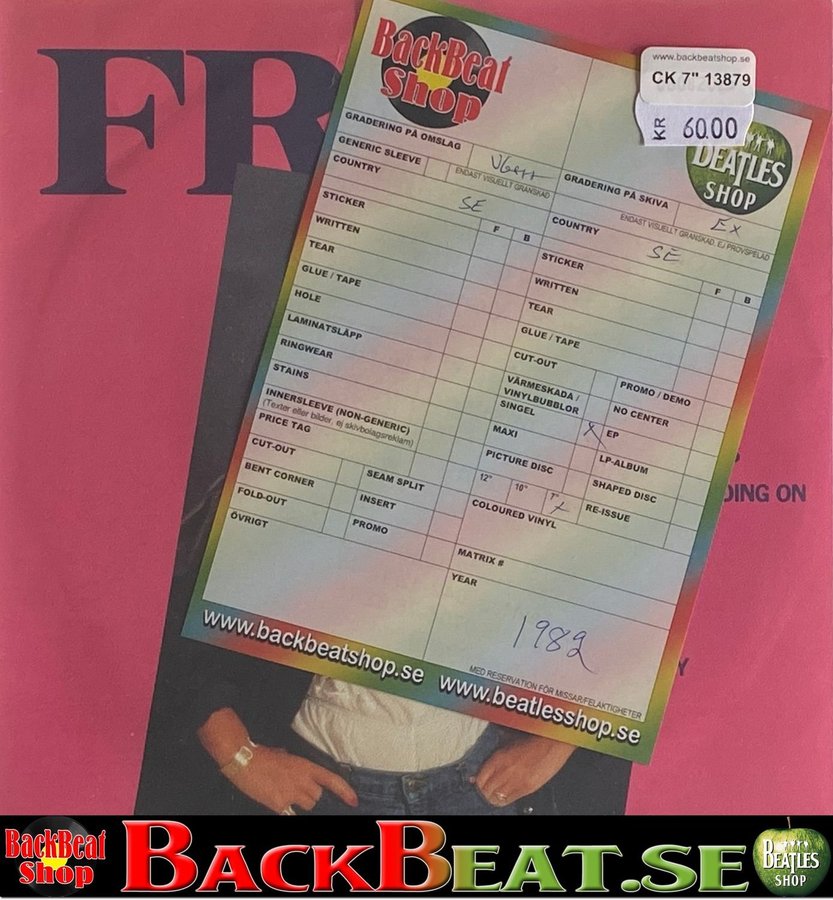 FR
BackBeat
Shop
www.backbeatshop.se
CK 7" 13879
KR 60.00
BEATLES
SHOP
GRADERING PÅ OMSLAG
VG++
GENERIC SLEEVE
ENDAST VISUELLT GRANSKAD
COUNTRY
SE
STICKER
F B
WRITTEN
TEAR
GLUE / TAPE
HOLE
LAMINATSLÄPP
RINGWEAR
STAINS
INNERSLEEVE (NON-GENERIC)
(Texter eller bilder, ej skivbolagsreklam)
PRICE TAG
CUT-OUT
BENT CORNER
FOLD-OUT
ÖVRIGT
SEAM SPLIT
INSERT
PROMO
GRADERING PÅ SKIVA
EX
ENDAST VISUELLT GRANSKAD, EJ PROVSPELAD
COUNTRY
SE
STICKER
F B
WRITTEN
TEAR
GLUE / TAPE
CUT-OUT
VÄRMESKADA /
VINYLBUBBLOR
PROMO / DEMO
SINGEL
X
NO CENTER
MAXI
EP
PICTURE DISC
LP-ALBUM
12" 10" 7"
X
SHAPED DISC
COLOURED VINYL
RE-ISSUE
MATRIX #
YEAR
1982
MED RESERVATION FÖR MISSAR/FELAKTIGHETER
www.backbeatshop.se www.beatlesshop.se
DING ON
Y
BackBeat
Shop
BACKBEAT.SE
BEATLES
SHOP